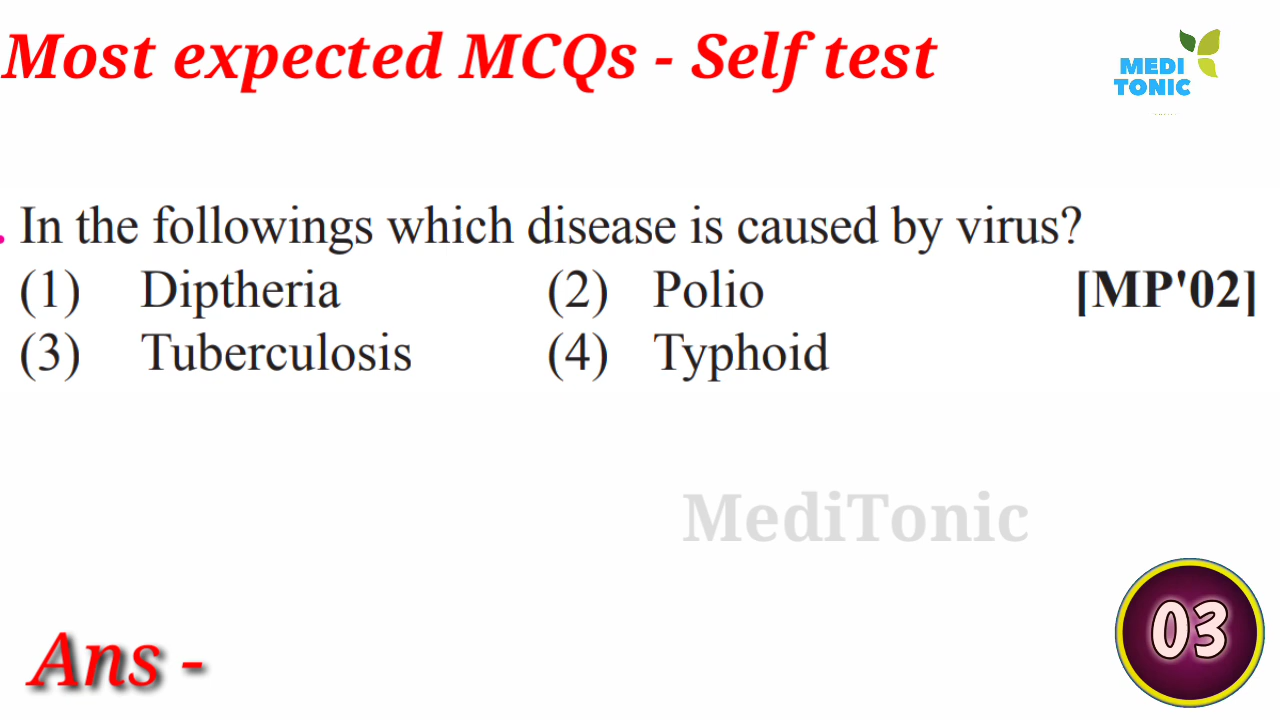 Most expected MCQs - Self test
MEDI
TONIC
. In the followings which disease is caused by virus?
(1) Diptheria (2) Polio [MP'02]
(3) Tuberculosis (4) Typhoid
MediTonic
03
Ans -